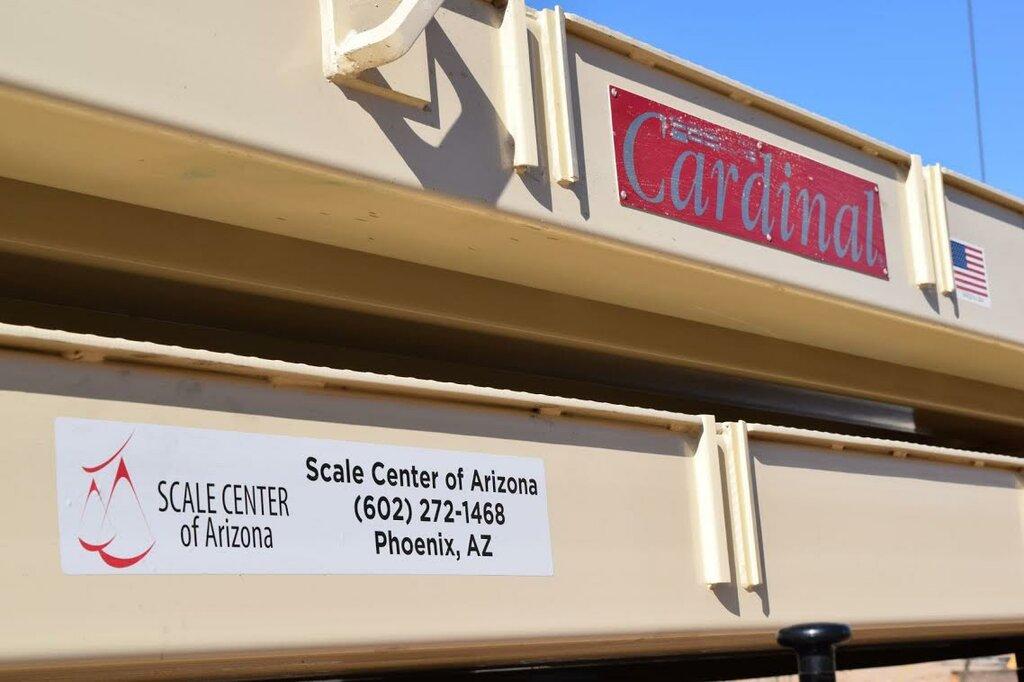 Cardinal
SCALE CENTER
of Arizona
Scale Center of Arizona
(602) 272-1468
Phoenix, AZ